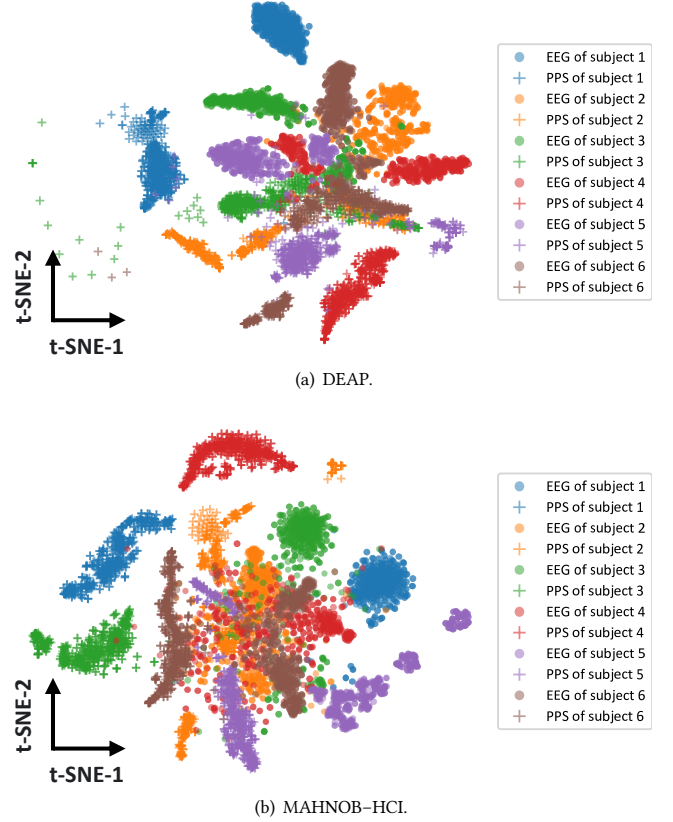 EEG of subject 1
PPS of subject 1
EEG of subject 2
PPS of subject 2
EEG of subject 3
PPS of subject 3
EEG of subject 4
PPS of subject 4
EEG of subject 5
PPS of subject 5
EEG of subject 6
PPS of subject 6
t-SNE-2
t-SNE-1
(a) DEAP.
EEG of subject 1
PPS of subject 1
EEG of subject 2
PPS of subject 2
EEG of subject 3
PPS of subject 3
EEG of subject 4
PPS of subject 4
EEG of subject 5
PPS of subject 5
EEG of subject 6
PPS of subject 6
t-SNE-2
t-SNE-1
(b) MAHNOB–HCI.